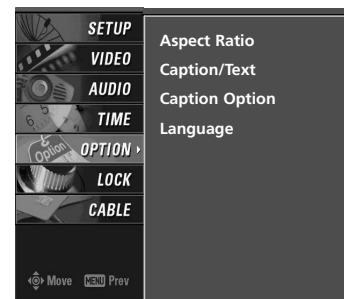 SETUP
VIDEO
AUDIO
TIME
OPTION
LOCK
CABLE
Move MENU Prev
Aspect Ratio
Caption/Text
Caption Option
Language